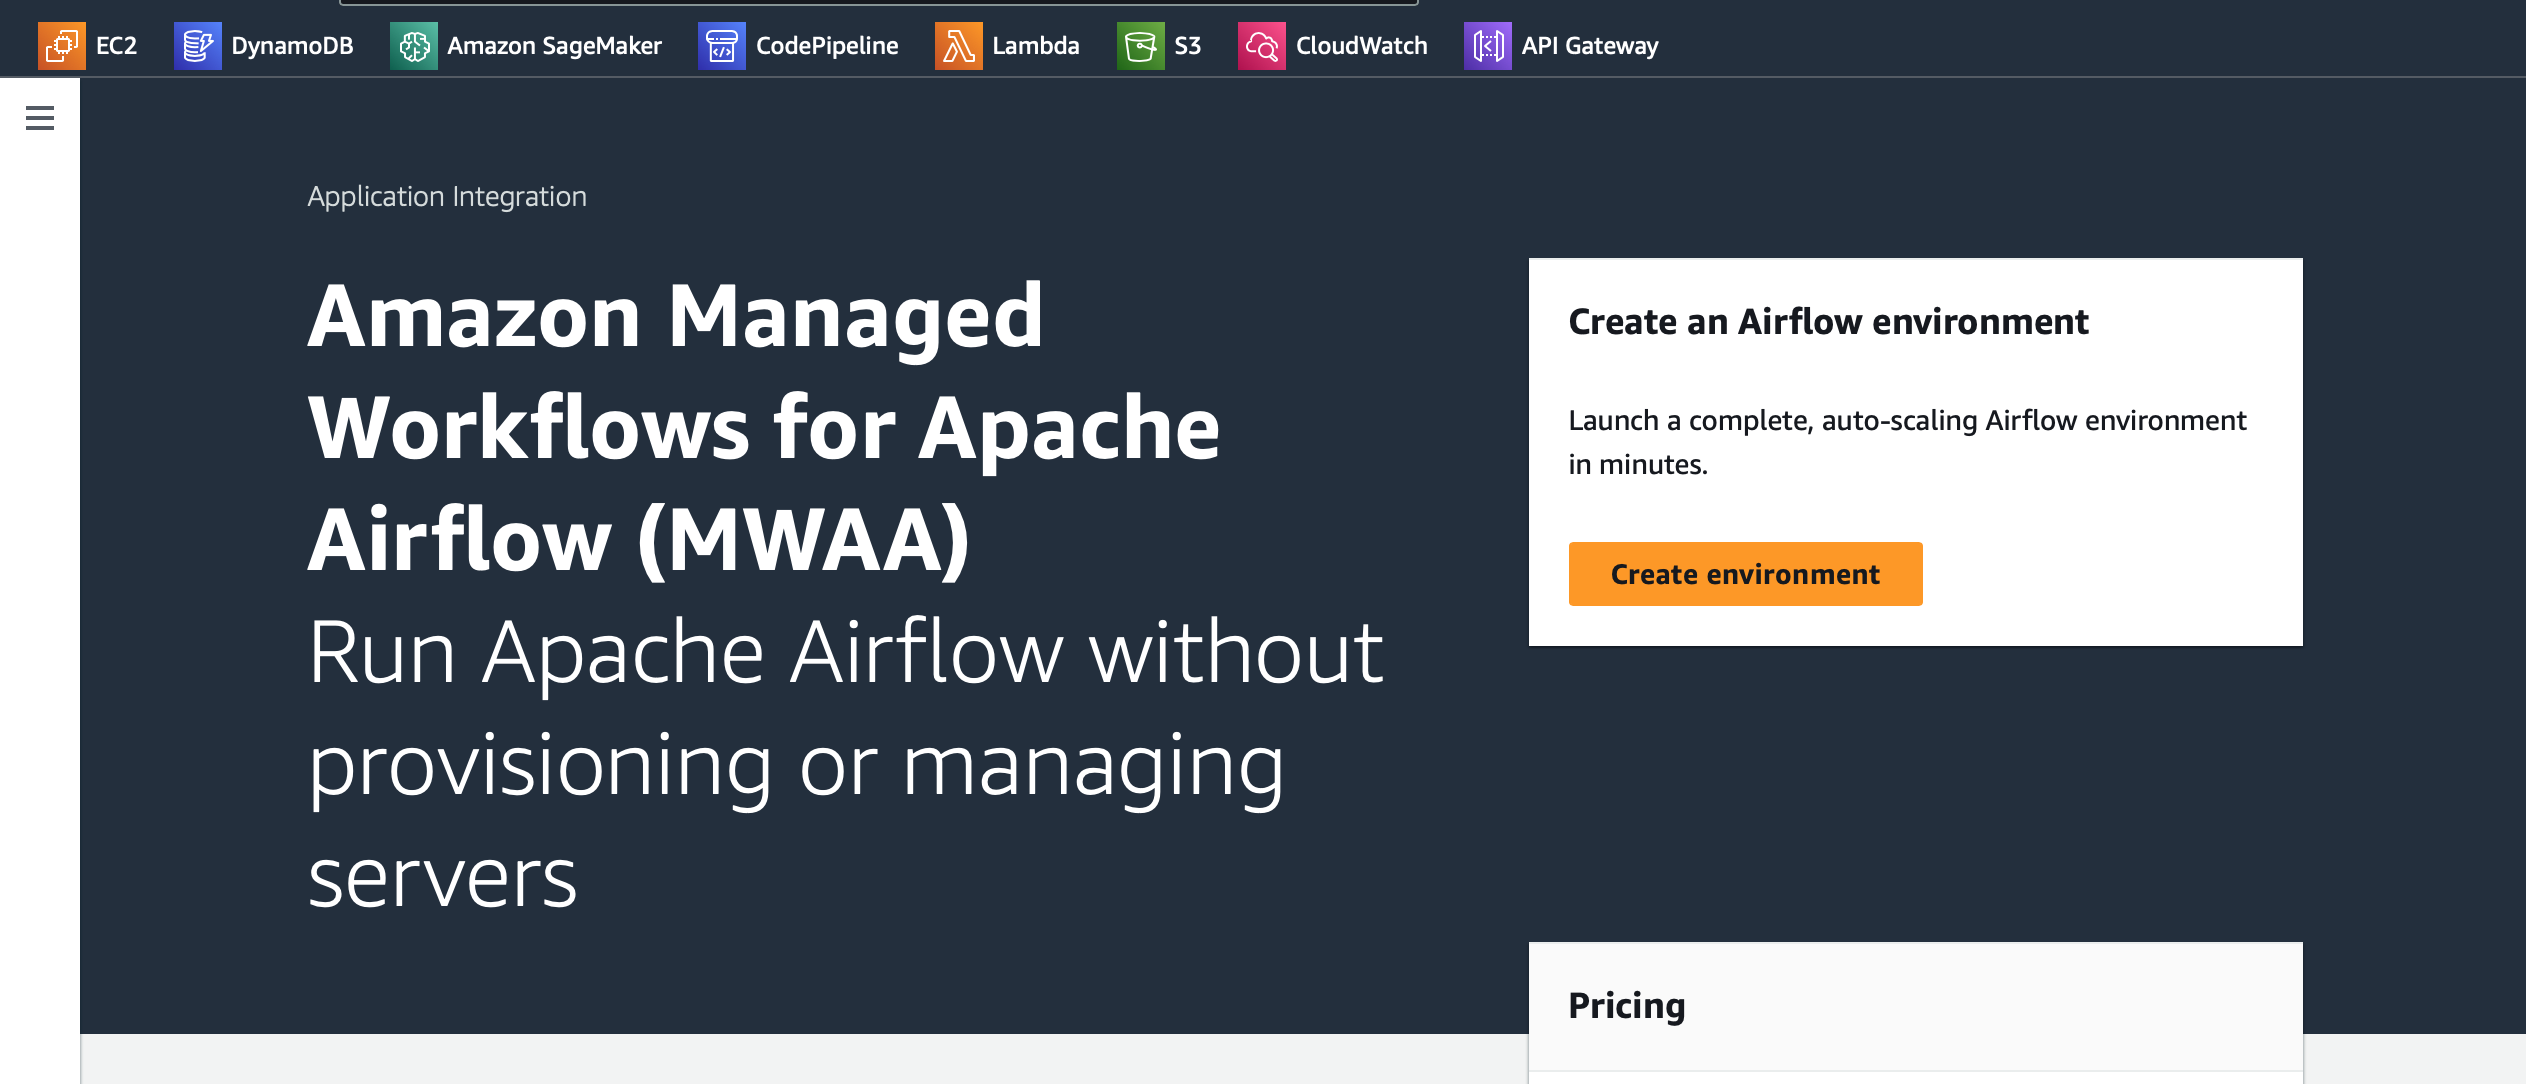 EC2 DynamoDB Amazon SageMaker CodePipeline Lambda S3 CloudWatch API Gateway
Application Integration
Amazon Managed
Workflows for Apache
Airflow (MWAA)
Run Apache Airflow without
provisioning or managing
servers
Create an Airflow environment
Launch a complete, auto-scaling Airflow environment
in minutes.
Create environment
Pricing